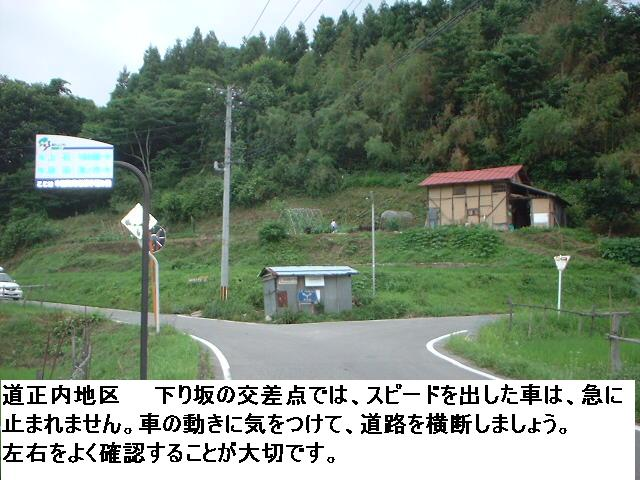 道正内地区　　下り坂の交差点では、スピードを出した車は、急に
止まれません。車の動きに気をつけて、道路を横断しましょう。
左右をよく確認することが大切です。